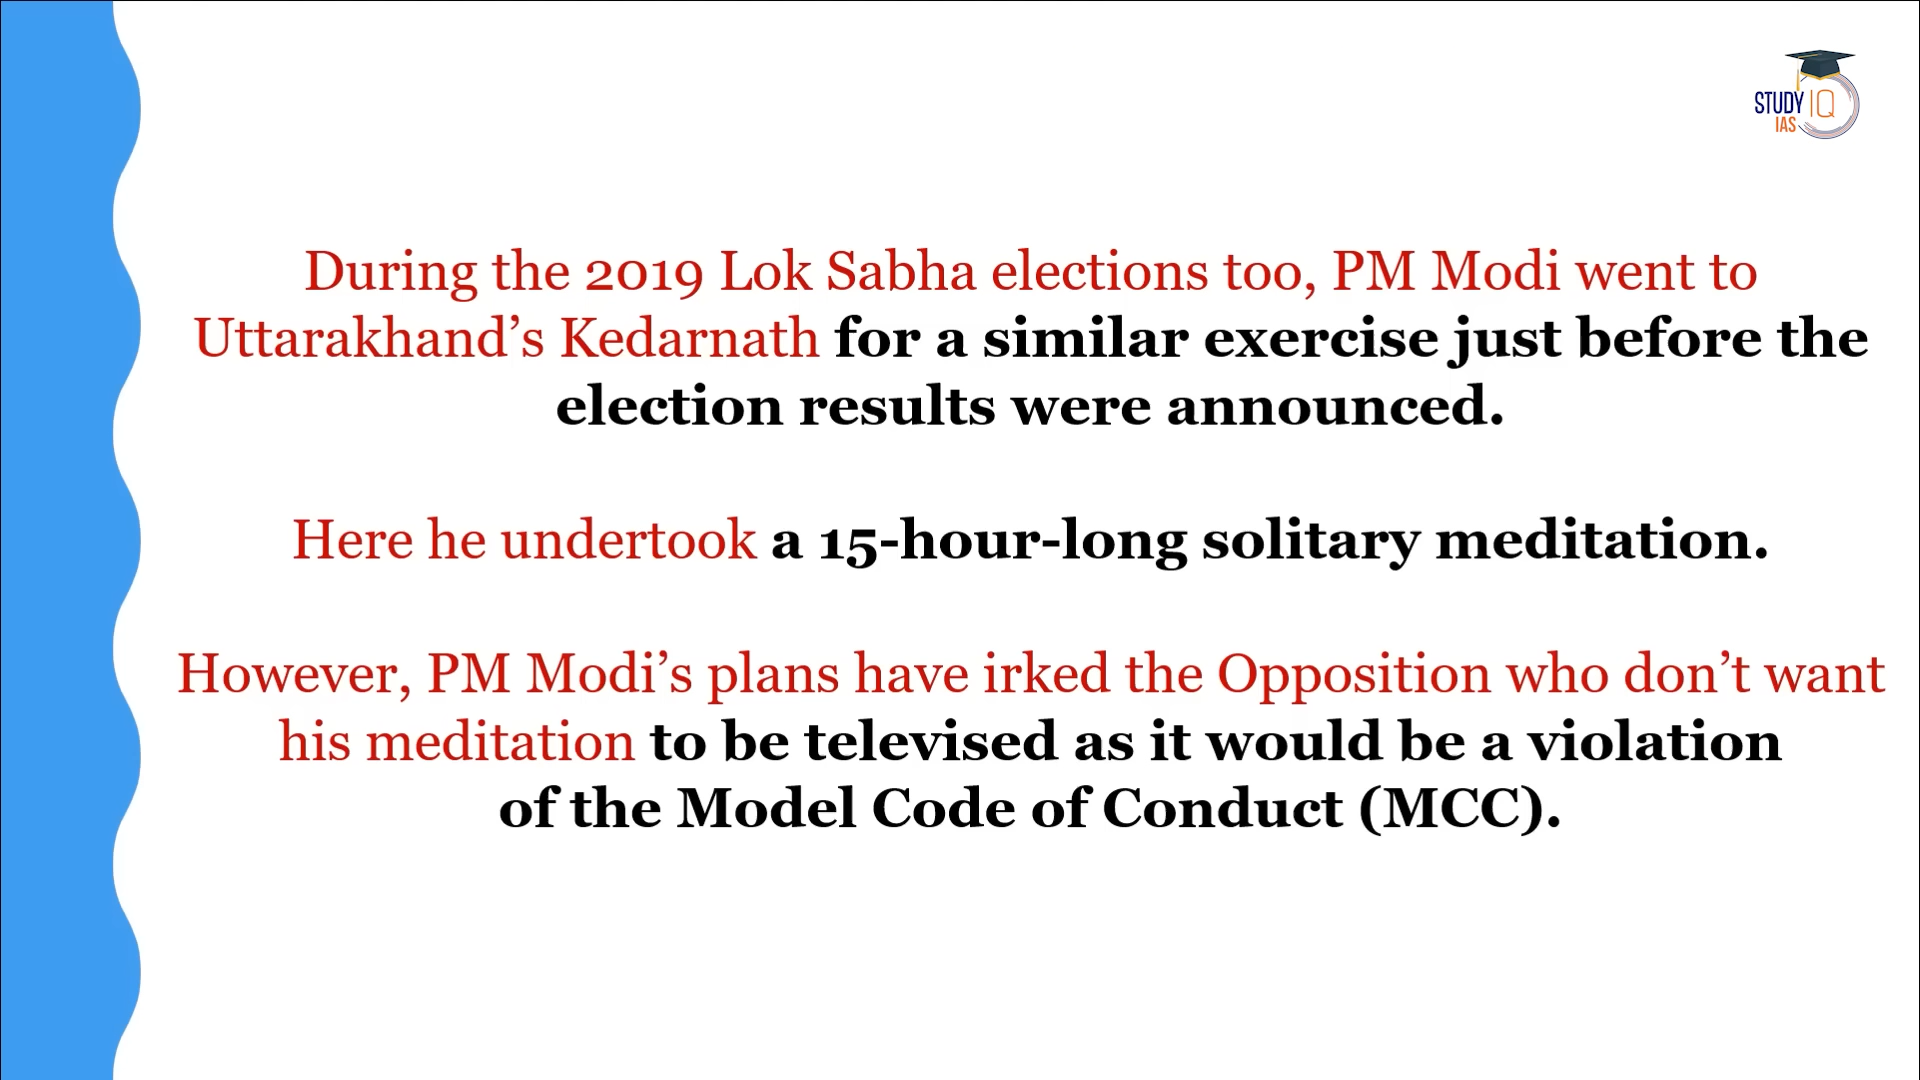 STUDY IQ
IAS
During the 2019 Lok Sabha elections too, PM Modi went to
Uttarakhand’s Kedarnath for a similar exercise just before the
election results were announced.
Here he undertook a 15-hour-long solitary meditation.
However, PM Modi’s plans have irked the Opposition who don’t want
his meditation to be televised as it would be a violation
of the Model Code of Conduct (MCC).